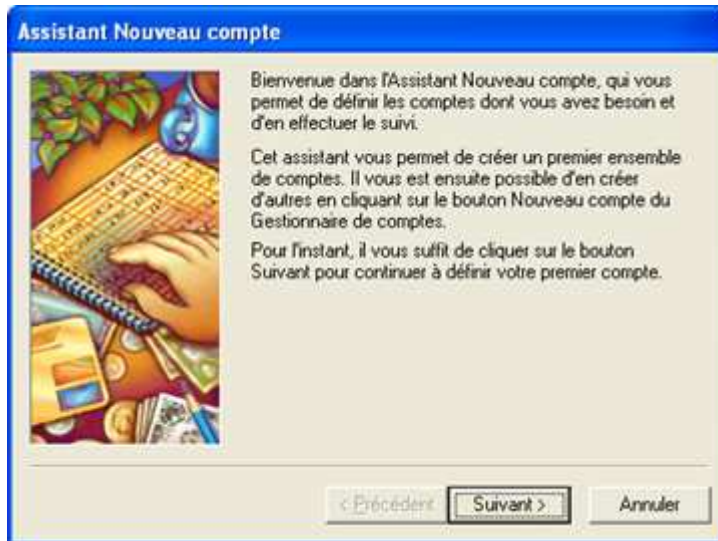 Assistant Nouveau compte
Bienvenue dans l'Assistant Nouveau compte, qui vous
permet de définir les comptes dont vous avez besoin et
d'en effectuer le suivi.
Cet assistant vous permet de créer un premier ensemble
de comptes. Il vous est ensuite possible d'en créer
d'autres en cliquant sur le bouton Nouveau compte du
Gestionnaire de comptes.
Pour l'instant, il vous suffit de cliquer sur le bouton
Suivant pour continuer à définir votre premier compte.
< Précédent
Suivant >
Annuler